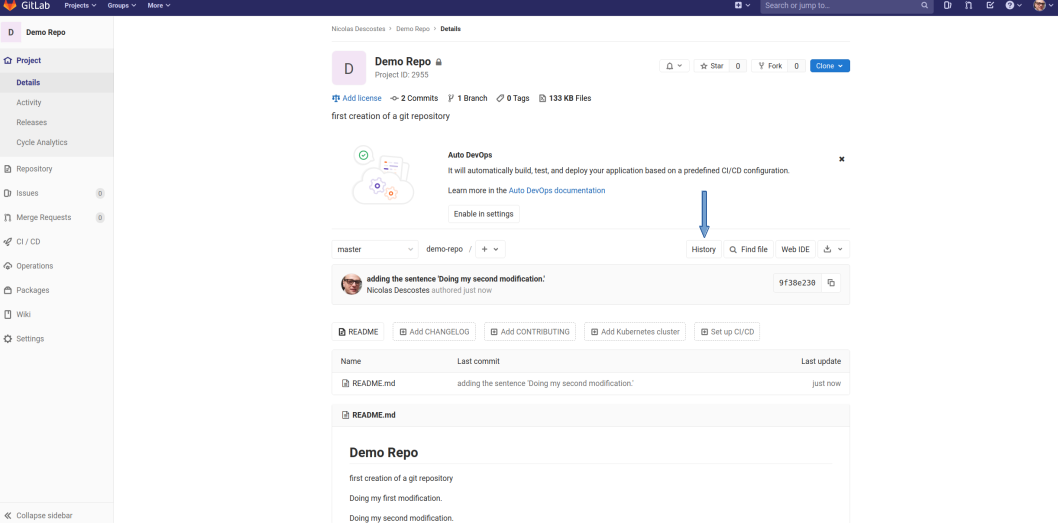 GitLab Projects Groups More Search or jump to...
D Demo Repo
Project
Details
Activity
Releases
Cycle Analytics
Repository
Issues 0
Merge Requests 0
CI / CD
Operations
Packages
Wiki
Settings
Collapse sidebar
Nicolas Descostes > Demo Repo > Details
D
Demo Repo
Project ID: 2955
Star 0 Fork 0 Clone
Add license 2 Commits 1 Branch 0 Tags 133 KB Files
first creation of a git repository
Auto DevOps
It will automatically build, test, and deploy your application based on a predefined CI/CD configuration.
Learn more in the Auto DevOps documentation
Enable in settings
master demo-repo / + History Find file Web IDE
adding the sentence 'Doing my second modification.'
Nicolas Descostes authored just now
9f38e230
README Add CHANGELOG Add CONTRIBUTING Add Kubernetes cluster Set up CI/CD
Name Last commit Last update
README.md adding the sentence 'Doing my second modification.' just now
README.md
Demo Repo
first creation of a git repository
Doing my first modification.
Doing my second modification.